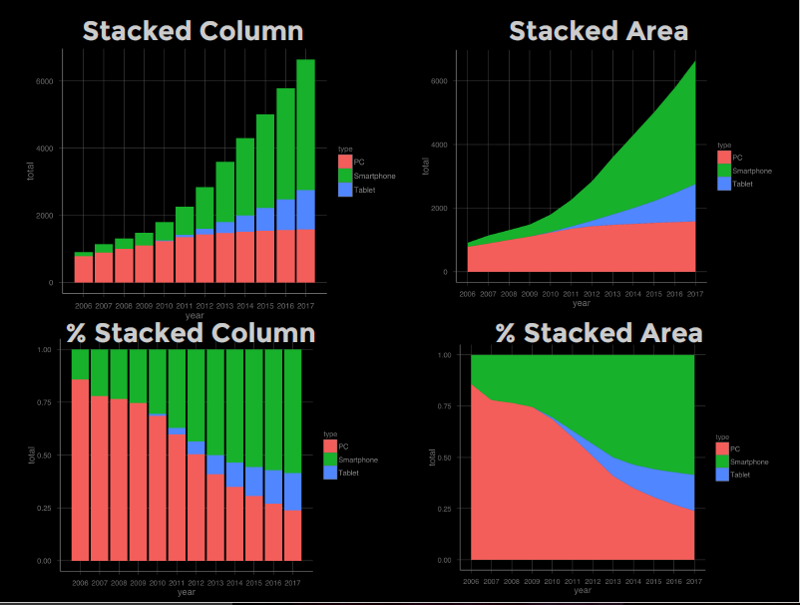 Stacked Column
6000
4000
2000
0
total
2006 2007 2008 2009 2010 2011 2012 2013 2014 2015 2016 2017
year
type
PC
Smartphone
Tablet
Stacked Area
6000
4000
2000
0
total
2006 2007 2008 2009 2010 2011 2012 2013 2014 2015 2016 2017
year
type
PC
Smartphone
Tablet
% Stacked Column
1.00
0.75
0.50
0.25
0.00
total
2006 2007 2008 2009 2010 2011 2012 2013 2014 2015 2016 2017
year
type
PC
Smartphone
Tablet
% Stacked Area
1.00
0.75
0.50
0.25
0.00
total
2006 2007 2008 2009 2010 2011 2012 2013 2014 2015 2016 2017
year
type
PC
Smartphone
Tablet